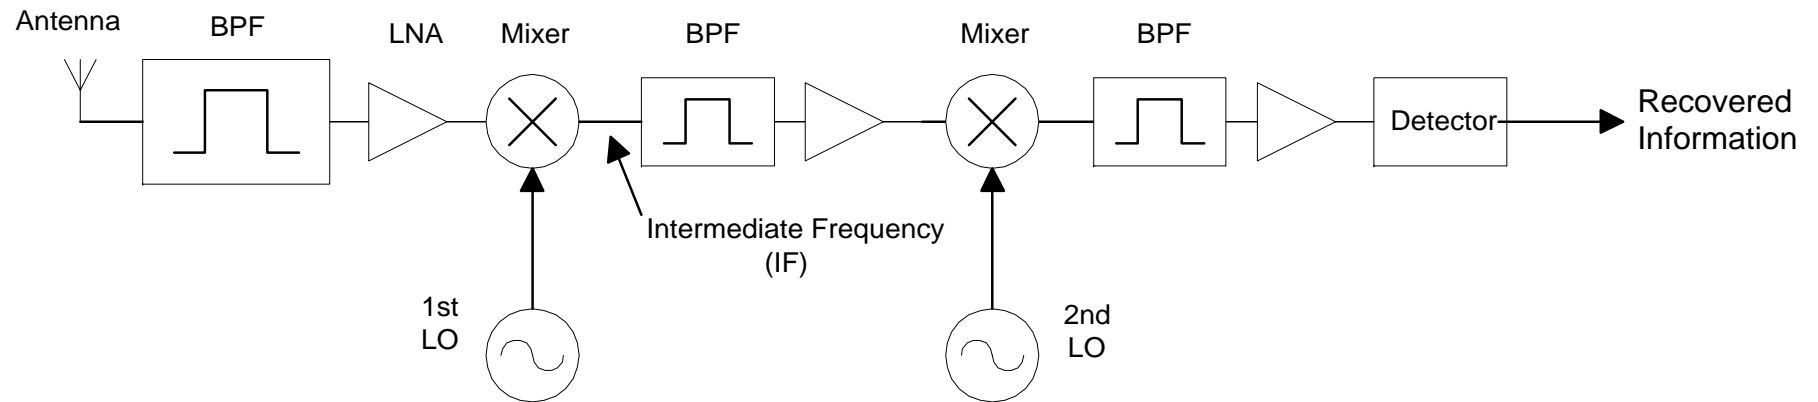 Antenna
BPF
LNA
Mixer
BPF
Mixer
BPF
Detector
Recovered
Information
Intermediate Frequency
(IF)
1st
LO
2nd
LO